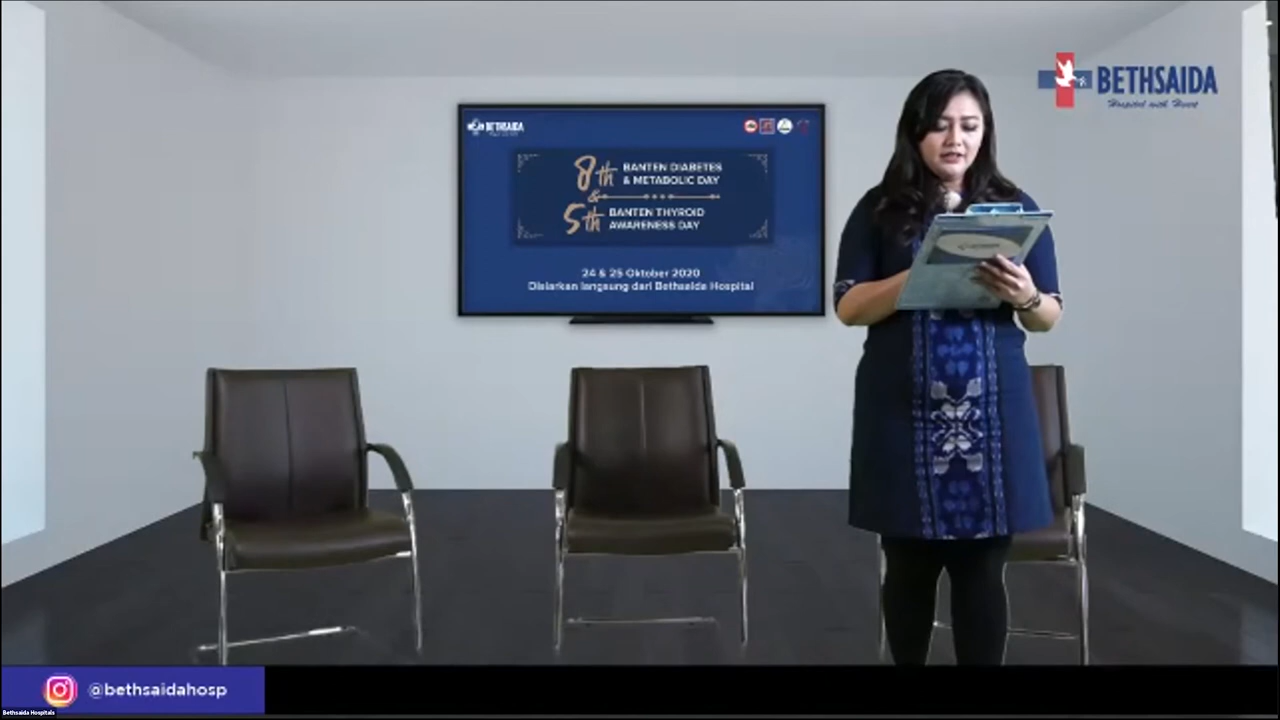 BETHSAIDA
Hospital with Heart
BETHSAIDA
8th
BANTEN DIABETES
& METABOLIC DAY
&
5th
BANTEN THYROID
AWARENESS DAY
24 & 25 Oktober 2020
Disiarkan langsung dari Bethsaida Hospital
@bethsaidahosp
Bethsaida Hospitals